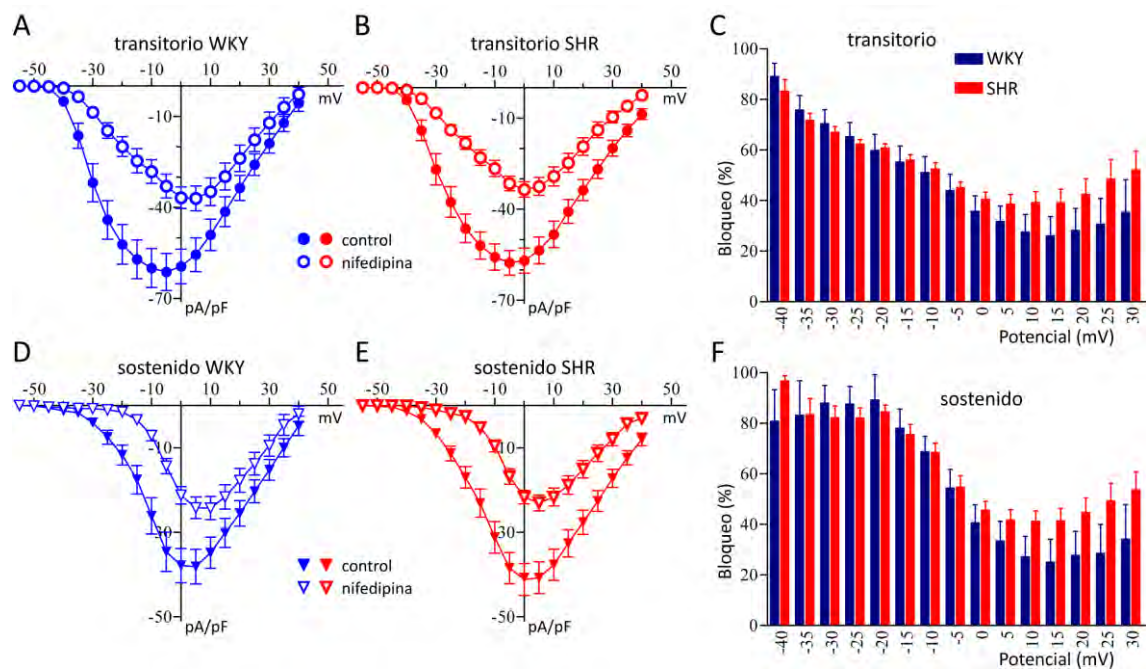 A
transitorio WKY
-50 -30 -10 10 30 50
mV
-10
-40
-70
pA/pF
control
nifedipina
B
transitorio SHR
-50 -30 -10 10 30 50
mV
-10
-40
-70
pA/pF
C
transitorio
WKY
SHR
Bloqueo (%)
100
80
60
40
20
0
-40 -35 -30 -25 -20 -15 -10 -5 0 5 10 15 20 25 30
Potencial (mV)
D
sostenido WKY
-50 -30 -10 10 30 50
mV
-10
-30
-50
pA/pF
control
nifedipina
E
sostenido SHR
-50 -30 -10 10 30 50
mV
-10
-30
-50
pA/pF
F
sostenido
Bloqueo (%)
100
80
60
40
20
0
-40 -35 -30 -25 -20 -15 -10 -5 0 5 10 15 20 25 30
Potencial (mV)